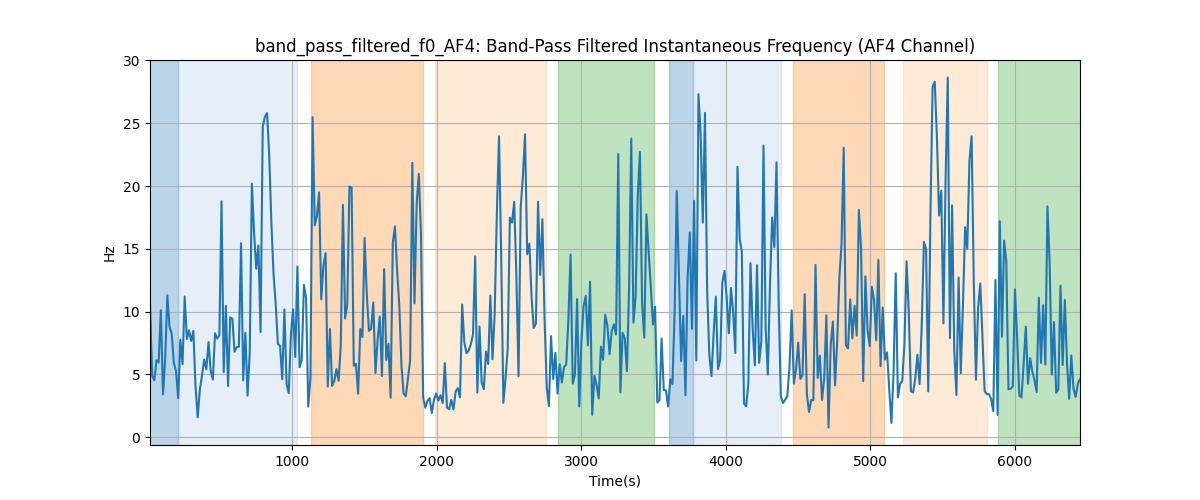 band_pass_filtered_f0_AF4: Band-Pass Filtered Instantaneous Frequency (AF4 Channel)
30
25
20
15
10
5
0
Hz
1000 2000 3000 4000 5000 6000
Time(s)